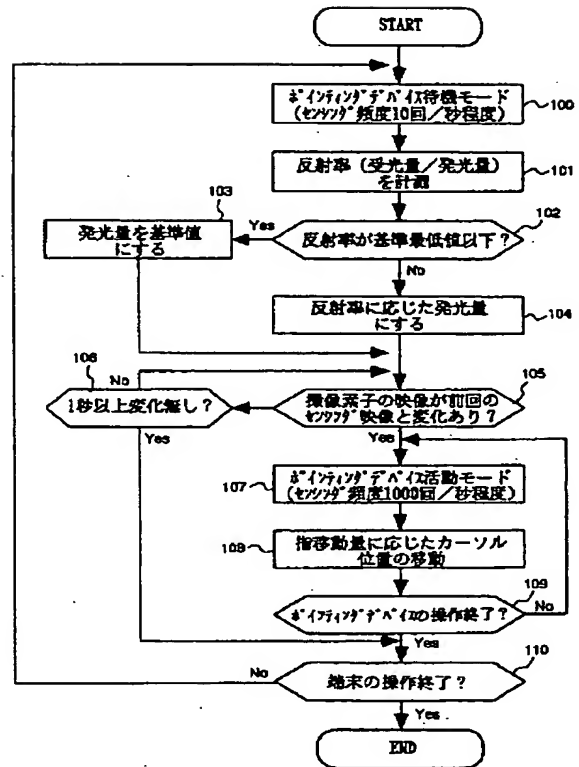 START
ポインティングデバイス待機モード
(センシング頻度10回/秒程度)
100
反射率(受光量/発光量)
を計測
101
反射率が基準最低値以下?
102
Yes
No
103
発光量を基準値
にする
反射率に応じた発光量
にする
104
撮像素子の映像が前回の
センシング映像と変化あり?
105
Yes
106
1秒以上変化無し?
No
Yes
ポインティングデバイス活動モード
(センシング頻度1000回/秒程度)
107
指移動量に応じたカーソル
位置の移動
108
ポインティングデバイスの操作終了?
109
No
Yes
端末の操作終了?
110
No
Yes
END